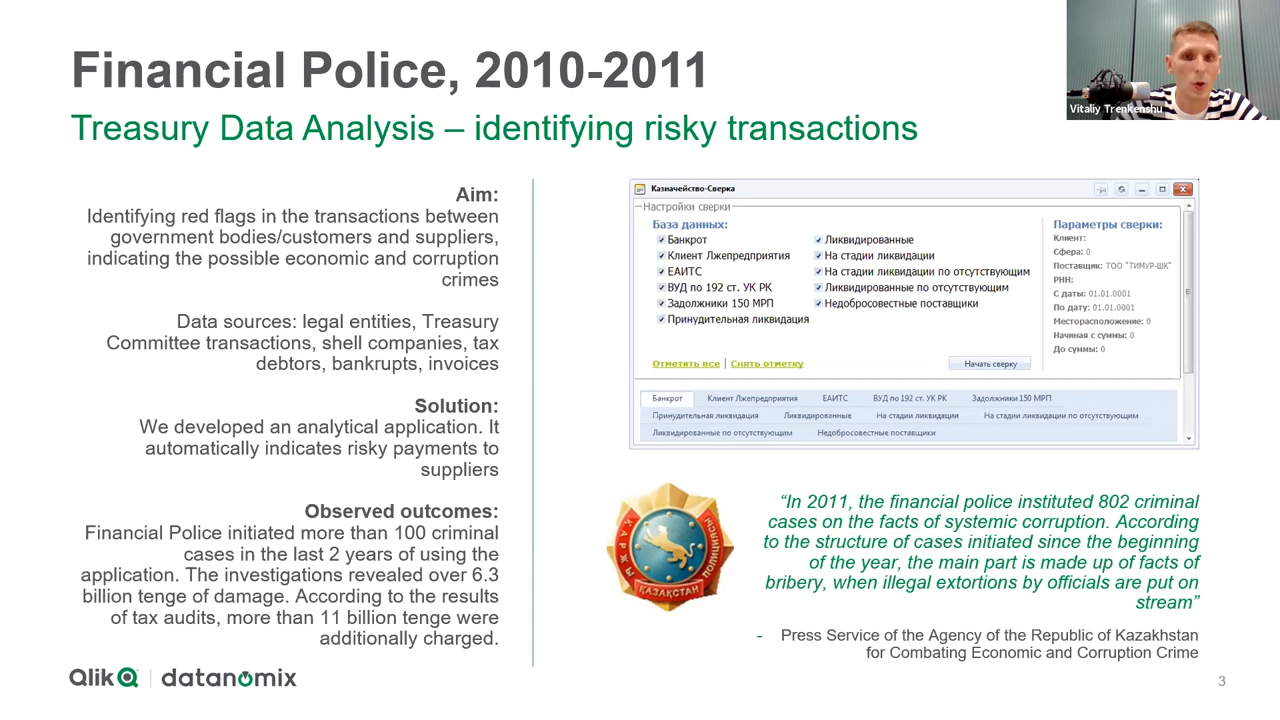 Financial Police, 2010-2011
Treasury Data Analysis – identifying risky transactions
Vitaliy Trenkenshu
Aim:
Identifying red flags in the transactions between
government bodies/customers and suppliers,
indicating the possible economic and corruption
crimes
Data sources: legal entities, Treasury
Committee transactions, shell companies, tax
debtors, bankrupts, invoices
Solution:
We developed an analytical application. It
automatically indicates risky payments to
suppliers
Observed outcomes:
Financial Police initiated more than 100 criminal
cases in the last 2 years of using the
application. The investigations revealed over 6.3
billion tenge of damage. According to the results
of tax audits, more than 11 billion tenge were
additionally charged.
Казначейство-Сверка
Настройки сверки
База данных:
Банкрот
Клиент Лжепредприятия
ЕАИТС
ВУД по 192 ст. УК РК
Задолжники 150 МРП
Принудительная ликвидация
Ликвидированные
На стадии ликвидации
На стадии ликвидации по отсутствующим
Ликвидированные по отсутствующим
Недобросовестные поставщики
Отметить все | Снять отметку
Начать сверку
Параметры сверки:
Клиент:
Сфера: 0
Поставщик: ТОО "ТИМУР-ШК"
РНН:
С даты: 01.01.0001
По дату: 01.01.0001
Месторасположение: 0
Начиная с суммы: 0
До суммы: 0
Банкрот Клиент Лжепредприятия ЕАИТС ВУД по 192 ст. УК РК Задолжники 150 МРП
Принудительная ликвидация Ликвидированные На стадии ликвидации На стадии ликвидации по отсутствующим
Ликвидированные по отсутствующим Недобросовестные поставщики
ҚАРЖЫ ПОЛИЦИЯСЫ
ҚАЗАҚСТАН
“In 2011, the financial police instituted 802 criminal
cases on the facts of systemic corruption. According
to the structure of cases initiated since the beginning
of the year, the main part is made up of facts of
bribery, when illegal extortions by officials are put on
stream”
- Press Service of the Agency of the Republic of Kazakhstan
for Combating Economic and Corruption Crime
Qlik | datanomix
3